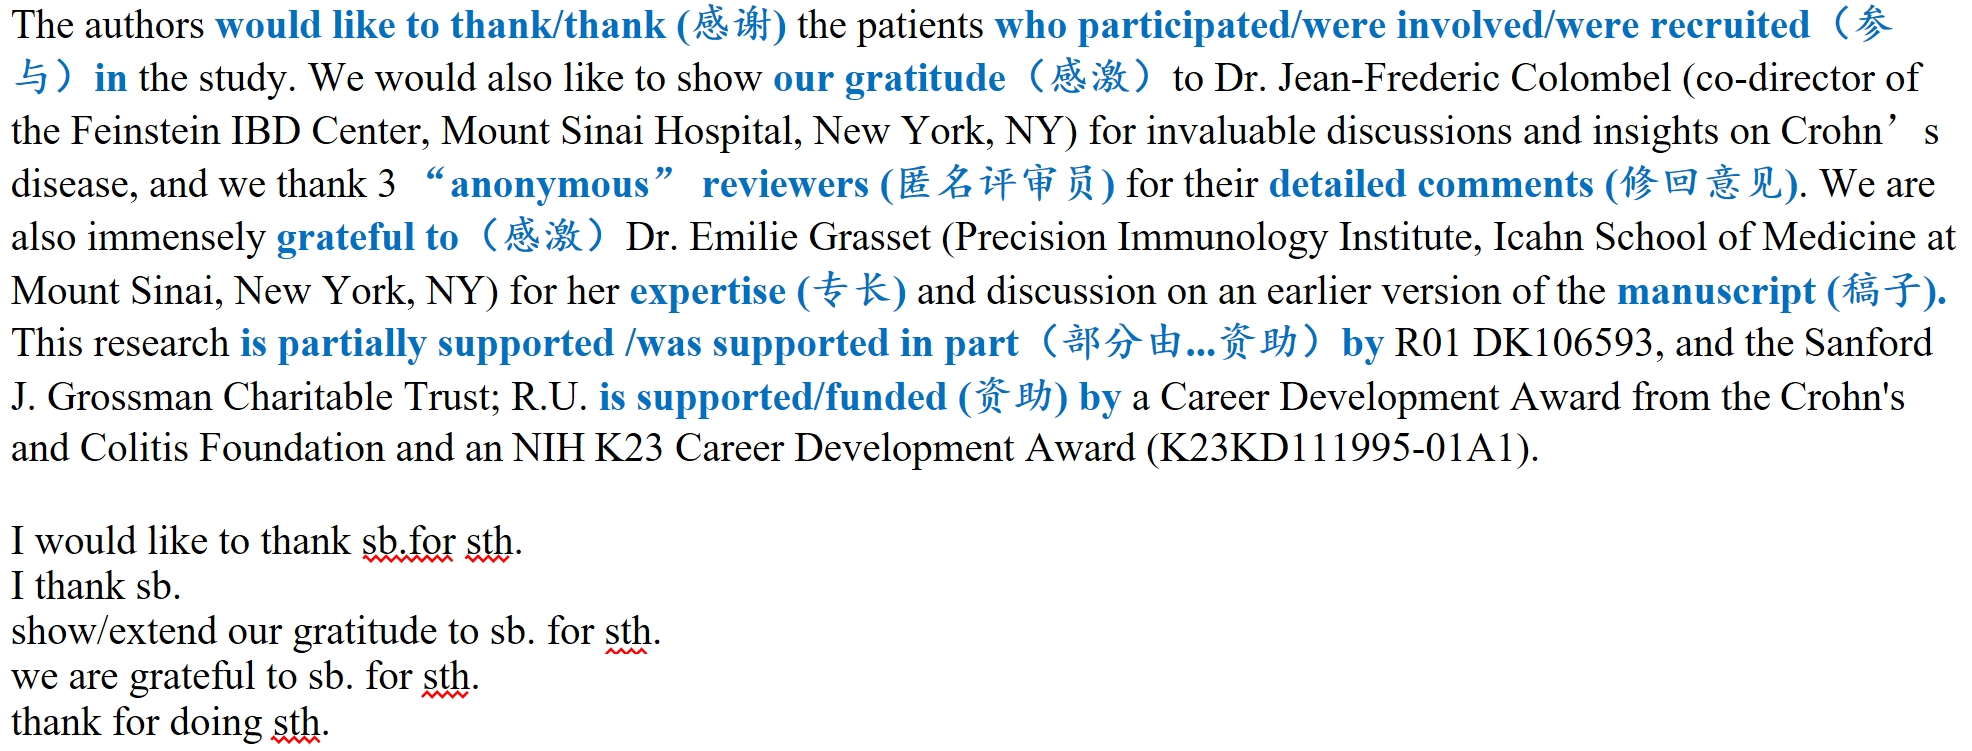 The authors would like to thank/thank (感谢) the patients who participated/were involved/were recruited（参
与）in the study. We would also like to show our gratitude（感激）to Dr. Jean-Frederic Colombel (co-director of
the Feinstein IBD Center, Mount Sinai Hospital, New York, NY) for invaluable discussions and insights on Crohn’s
disease, and we thank 3 “anonymous” reviewers (匿名评审员) for their detailed comments (修回意见). We are
also immensely grateful to（感激）Dr. Emilie Grasset (Precision Immunology Institute, Icahn School of Medicine at
Mount Sinai, New York, NY) for her expertise (专长) and discussion on an earlier version of the manuscript (稿子).
This research is partially supported /was supported in part（部分由...资助）by R01 DK106593, and the Sanford
J. Grossman Charitable Trust; R.U. is supported/funded (资助) by a Career Development Award from the Crohn's
and Colitis Foundation and an NIH K23 Career Development Award (K23KD111995-01A1).
I would like to thank sb.for sth.
I thank sb.
show/extend our gratitude to sb. for sth.
we are grateful to sb. for sth.
thank for doing sth.